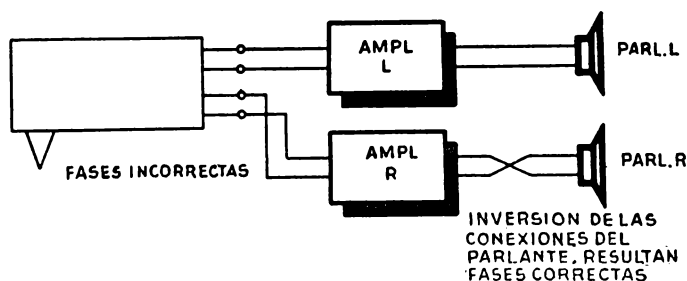 AMPL
L
PARL.L
FASES INCORRECTAS
AMPL
R
PARL.R
INVERSION DE LAS
CONEXIONES DEL
PARLANTE, RESULTAN
FASES CORRECTAS